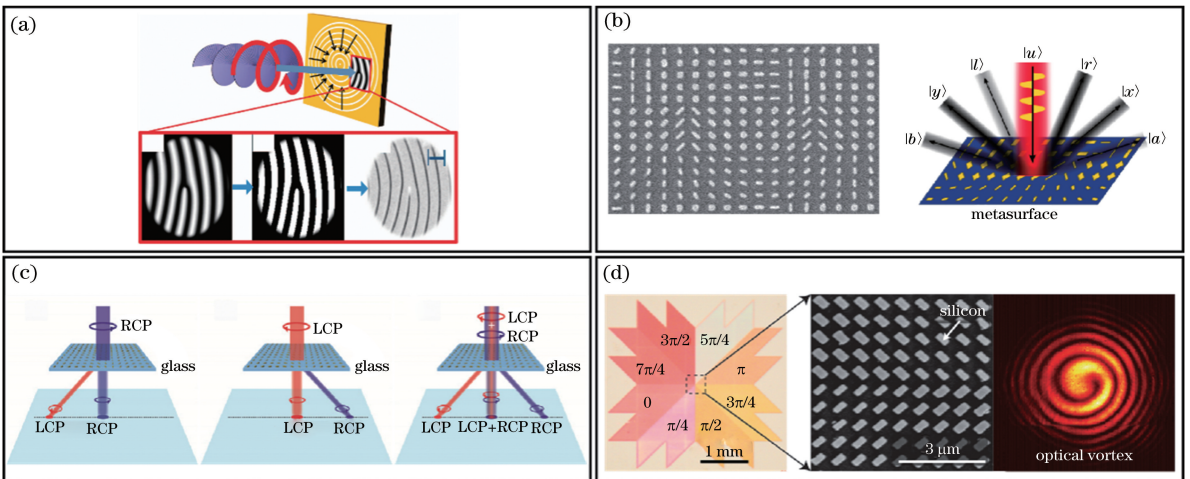 (a)
(b)
|u⟩
|l⟩
|r⟩
|y⟩
|x⟩
|b⟩
|a⟩
metasurface
(c)
RCP
glass
LCP
RCP
LCP
glass
LCP
RCP
LCP
RCP
glass
LCP
LCP+RCP
RCP
(d)
3π/2
5π/4
7π/4
π
0
3π/4
π/4
π/2
1 mm
silicon
3 μm
optical vortex